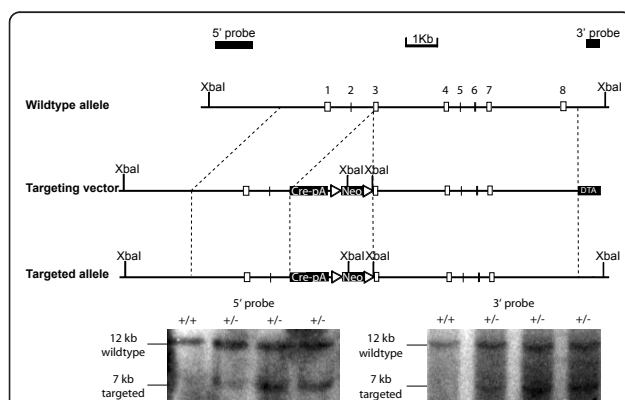 5' probe
1Kb
3' probe
XbaI
1 2 3 4 5 6 7 8
XbaI
Wildtype allele
XbaI
XbaI XbaI
Targeting vector
Cre-pA Neo
DTA
XbaI
XbaI XbaI
XbaI
Targeted allele
Cre-pA Neo
5' probe
3' probe
+/+ +/- +/- +/-
+/+ +/- +/- +/-
12 kb
wildtype
7 kb
targeted
12 kb
wildtype
7 kb
targeted